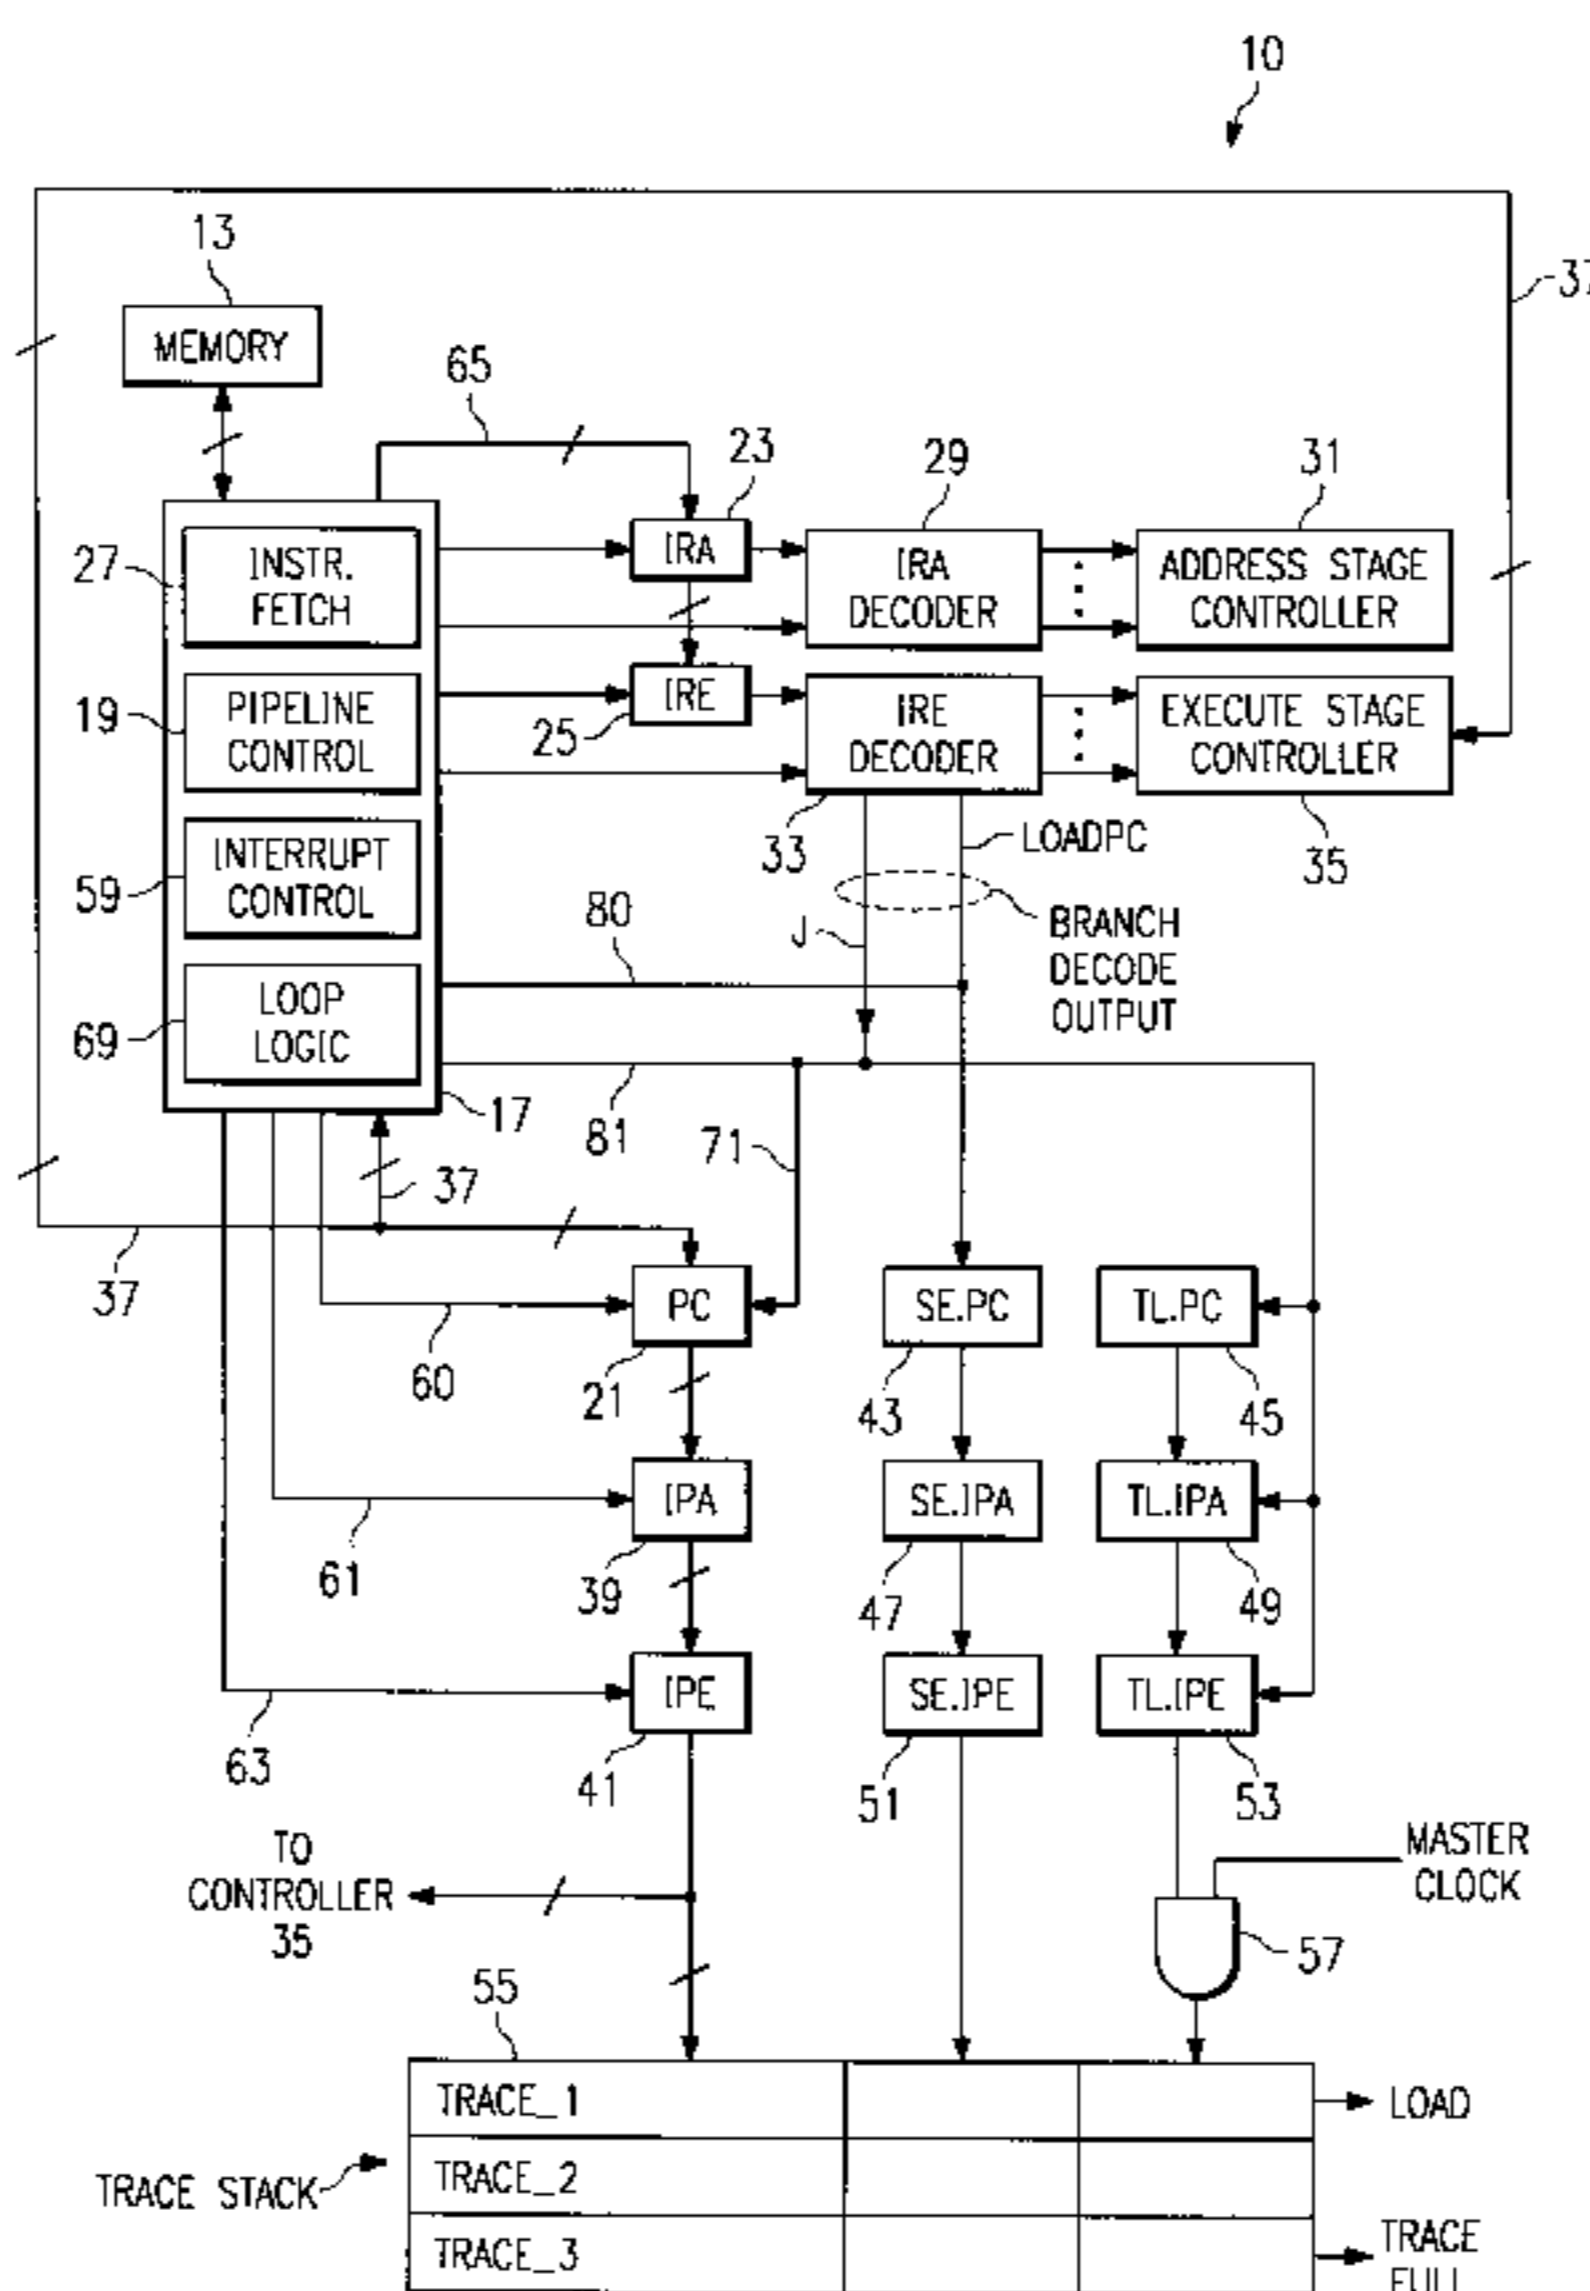 10
13
37
MEMORY
65
23
29
31
27
INSTR.
FETCH
IRA
IRA
DECODER
ADDRESS STAGE
CONTROLLER
19
PIPELINE
CONTROL
IRE
25
IRE
DECODER
EXECUTE STAGE
CONTROLLER
33
LOADPC
35
59
INTERRUPT
CONTROL
80
J
BRANCH
DECODE
OUTPUT
69
LOOP
LOGIC
17
81
71
37
37
PC
SE.PC
TL.PC
60
21
43
45
IPA
SE.IPA
TL.IPA
61
39
47
49
IPE
SE.IPE
TL.IPE
63
41
51
53
TO
CONTROLLER
35
MASTER
CLOCK
57
55
TRACE_1
LOAD
TRACE STACK
TRACE_2
TRACE_3
TRACE
FULL